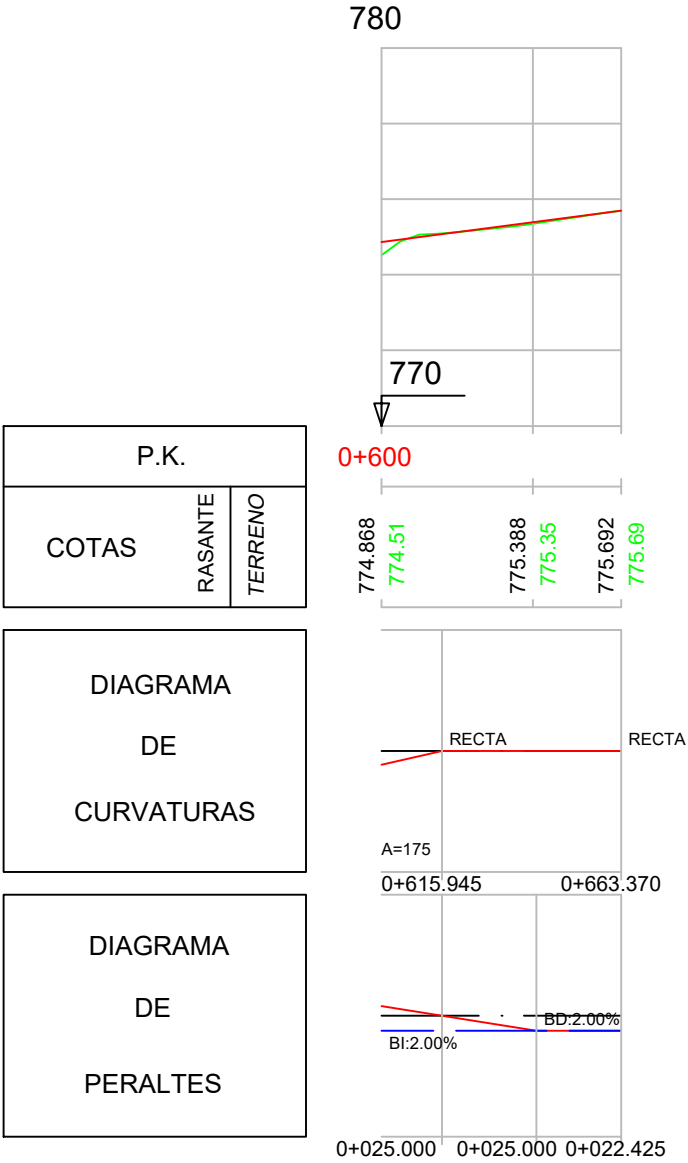 780
770
P.K.
0+600
COTAS
RASANTE
TERRENO
774.868
774.51
775.388
775.35
775.692
775.69
DIAGRAMA
DE
CURVATURAS
RECTA
RECTA
A=175
0+615.945
0+663.370
DIAGRAMA
DE
PERALTES
BD:2.00%
BI:2.00%
0+025.000
0+025.000
0+022.425